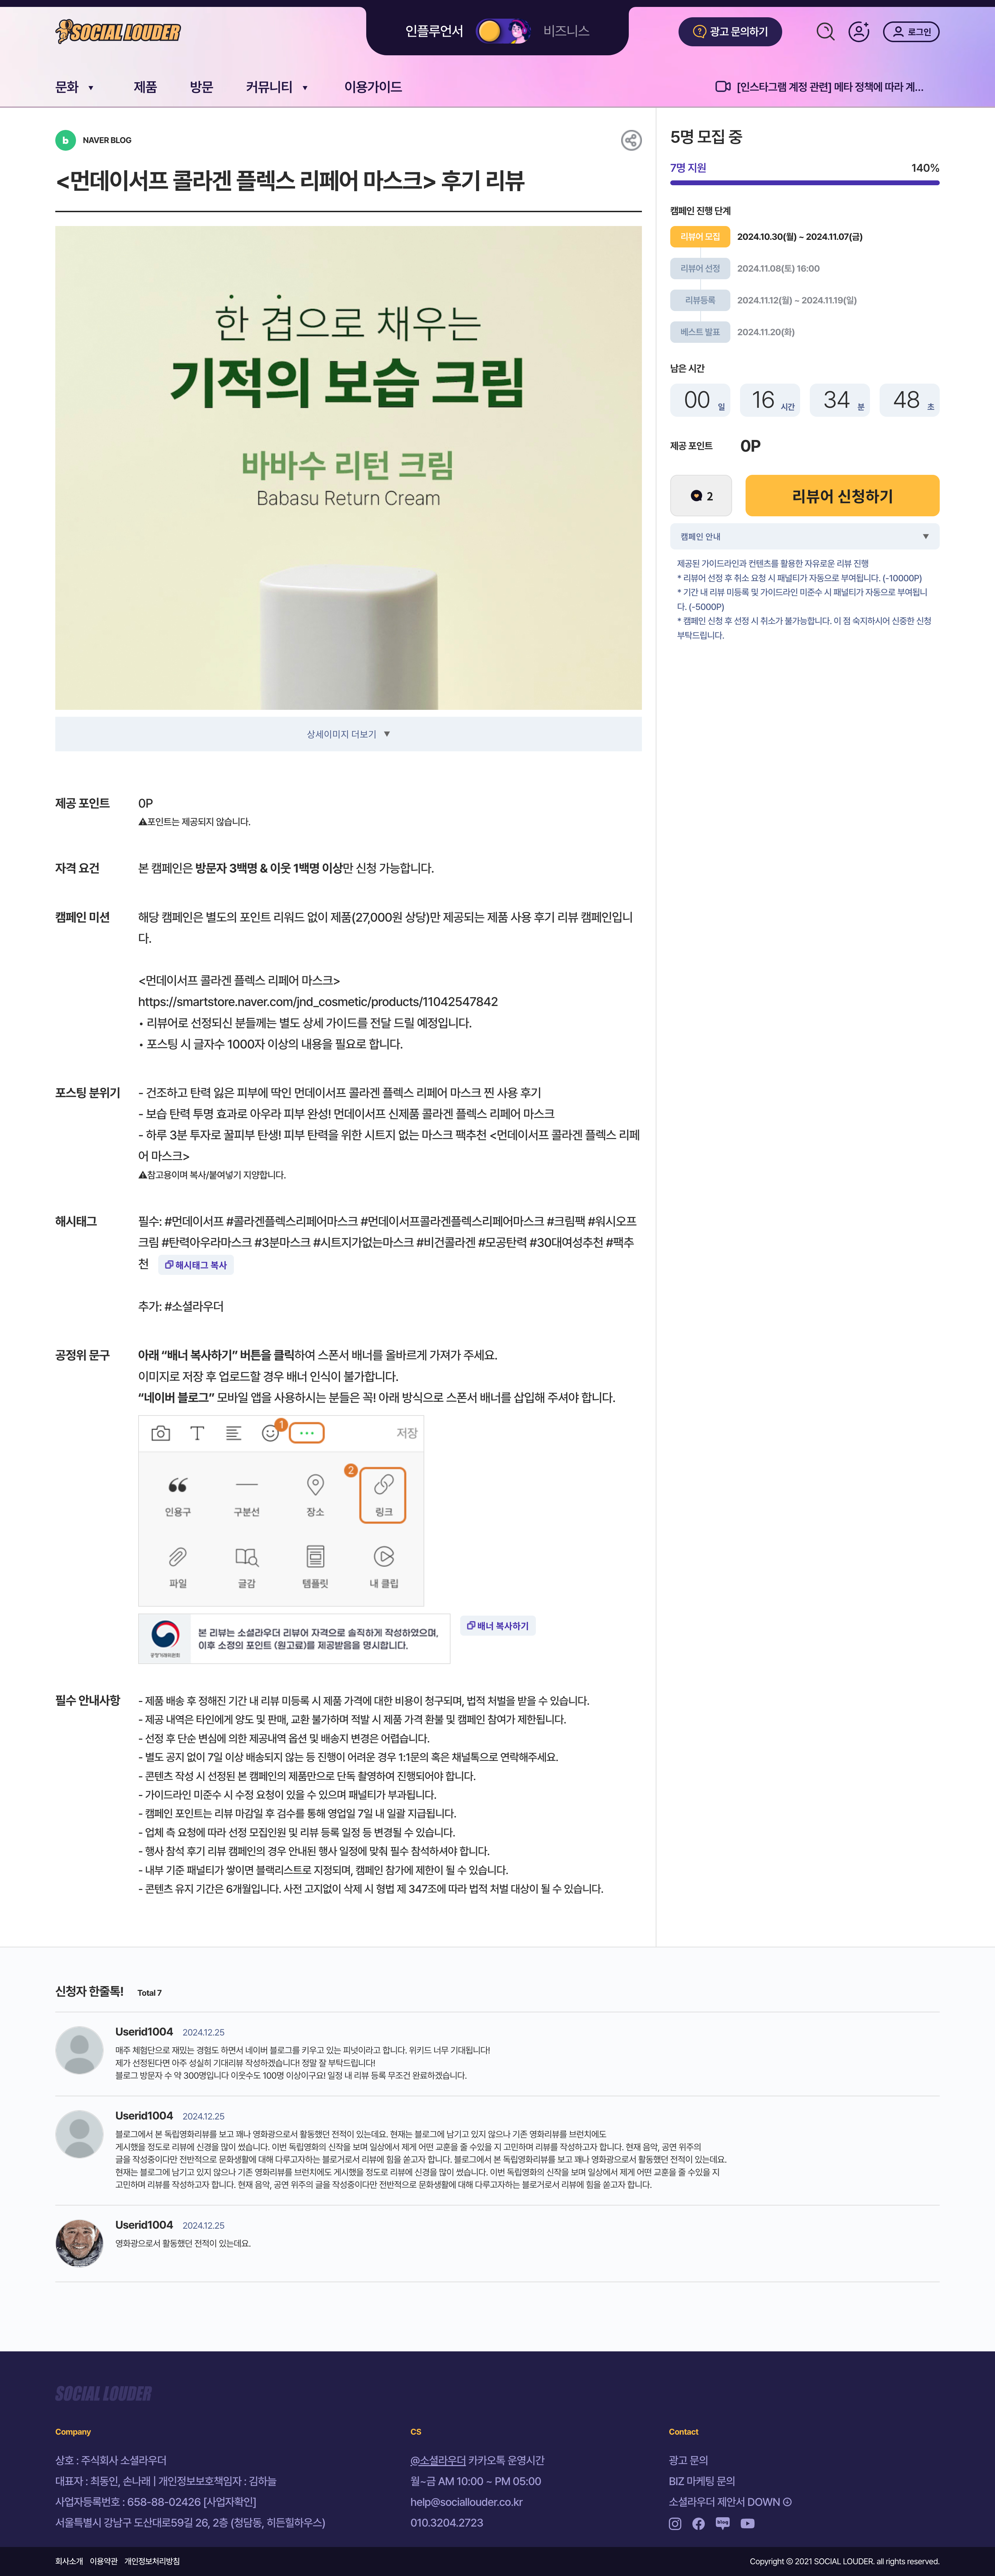 SOCIAL LOUDER
인플루언서
비즈니스
광고 문의하기
로그인
문화 ▼
제품
방문
커뮤니티 ▼
이용가이드
[인스타그램 계정 관련] 메타 정책에 따라 계...
b NAVER BLOG
<먼데이서프 콜라겐 플렉스 리페어 마스크> 후기 리뷰
한 겹으로 채우는
기적의 보습 크림
바바수 리턴 크림
Babasu Return Cream
상세이미지 더보기 ▼
5명 모집 중
7명 지원
140%
캠페인 진행 단계
리뷰어 모집
2024.10.30(월) ~ 2024.11.07(금)
리뷰어 선정
2024.11.08(토) 16:00
리뷰등록
2024.11.12(월) ~ 2024.11.19(일)
베스트 발표
2024.11.20(화)
남은 시간
00 일
16 시간
34 분
48 초
제공 포인트
0P
2
리뷰어 신청하기
캠페인 안내 ▼
제공된 가이드라인과 컨텐츠를 활용한 자유로운 리뷰 진행
* 리뷰어 선정 후 취소 요청 시 패널티가 자동으로 부여됩니다. (-10000P)
* 기간 내 리뷰 미등록 및 가이드라인 미준수 시 패널티가 자동으로 부여됩니
다. (-5000P)
* 캠페인 신청 후 선정 시 취소가 불가능합니다. 이 점 숙지하시어 신중한 신청
부탁드립니다.
제공 포인트
0P
⚠포인트는 제공되지 않습니다.
자격 요건
본 캠페인은 방문자 3백명 & 이웃 1백명 이상만 신청 가능합니다.
캠페인 미션
해당 캠페인은 별도의 포인트 리워드 없이 제품(27,000원 상당)만 제공되는 제품 사용 후기 리뷰 캠페인입니
다.
<먼데이서프 콜라겐 플렉스 리페어 마스크>
https://smartstore.naver.com/jnd_cosmetic/products/11042547842
• 리뷰어로 선정되신 분들께는 별도 상세 가이드를 전달 드릴 예정입니다.
• 포스팅 시 글자수 1000자 이상의 내용을 필요로 합니다.
포스팅 분위기
- 건조하고 탄력 잃은 피부에 딱인 먼데이서프 콜라겐 플렉스 리페어 마스크 찐 사용 후기
- 보습 탄력 투명 효과로 아우라 피부 완성! 먼데이서프 신제품 콜라겐 플렉스 리페어 마스크
- 하루 3분 투자로 꿀피부 탄생! 피부 탄력을 위한 시트지 없는 마스크 팩추천 <먼데이서프 콜라겐 플렉스 리페
어 마스크>
⚠참고용이며 복사/붙여넣기 지양합니다.
해시태그
필수: #먼데이서프 #콜라겐플렉스리페어마스크 #먼데이서프콜라겐플렉스리페어마스크 #크림팩 #워시오프
크림 #탄력아우라마스크 #3분마스크 #시트지가없는마스크 #비건콜라겐 #모공탄력 #30대여성추천 #팩추
천 해시태그 복사
추가: #소셜라우더
공정위 문구
아래 “배너 복사하기” 버튼을 클릭하여 스폰서 배너를 올바르게 가져가 주세요.
이미지로 저장 후 업로드할 경우 배너 인식이 불가합니다.
“네이버 블로그” 모바일 앱을 사용하시는 분들은 꼭! 아래 방식으로 스폰서 배너를 삽입해 주셔야 합니다.
1
저장
2
인용구
구분선
장소
링크
파일
글감
템플릿
내 클립
공정거래위원회
본 리뷰는 소셜라우더 리뷰어 자격으로 솔직하게 작성하였으며,
이후 소정의 포인트 (원고료)를 제공받음을 명시합니다.
배너 복사하기
필수 안내사항
- 제품 배송 후 정해진 기간 내 리뷰 미등록 시 제품 가격에 대한 비용이 청구되며, 법적 처벌을 받을 수 있습니다.
- 제공 내역은 타인에게 양도 및 판매, 교환 불가하며 적발 시 제품 가격 환불 및 캠페인 참여가 제한됩니다.
- 선정 후 단순 변심에 의한 제공내역 옵션 및 배송지 변경은 어렵습니다.
- 별도 공지 없이 7일 이상 배송되지 않는 등 진행이 어려운 경우 1:1문의 혹은 채널톡으로 연락해주세요.
- 콘텐츠 작성 시 선정된 본 캠페인의 제품만으로 단독 촬영하여 진행되어야 합니다.
- 가이드라인 미준수 시 수정 요청이 있을 수 있으며 패널티가 부과됩니다.
- 캠페인 포인트는 리뷰 마감일 후 검수를 통해 영업일 7일 내 일괄 지급됩니다.
- 업체 측 요청에 따라 선정 모집인원 및 리뷰 등록 일정 등 변경될 수 있습니다.
- 행사 참석 후기 리뷰 캠페인의 경우 안내된 행사 일정에 맞춰 필수 참석하셔야 합니다.
- 내부 기준 패널티가 쌓이면 블랙리스트로 지정되며, 캠페인 참가에 제한이 될 수 있습니다.
- 콘텐츠 유지 기간은 6개월입니다. 사전 고지없이 삭제 시 형법 제 347조에 따라 법적 처벌 대상이 될 수 있습니다.
신청자 한줄톡!
Total 7
Userid1004 2024.12.25
매주 체험단으로 재밌는 경험도 하면서 네이버 블로그를 키우고 있는 피넛이라고 합니다. 위키드 너무 기대됩니다!
제가 선정된다면 아주 성실히 기대리뷰 작성하겠습니다! 정말 잘 부탁드립니다!
블로그 방문자 수 약 300명입니다 이웃수도 100명 이상이구요! 일정 내 리뷰 등록 무조건 완료하겠습니다.
Userid1004 2024.12.25
블로그에서 본 독립영화리뷰를 보고 꽤나 영화광으로서 활동했던 전적이 있는데요. 현재는 블로그에 남기고 있지 않으나 기존 영화리뷰를 브런치에도
게시했을 정도로 리뷰에 신경을 많이 썼습니다. 이번 독립영화의 신작을 보며 일상에서 제게 어떤 교훈을 줄 수있을 지 고민하며 리뷰를 작성하고자 합니다. 현재 음악, 공연 위주의
글을 작성중이다만 전반적으로 문화생활에 대해 다루고자하는 블로거로서 리뷰에 힘을 쏟고자 합니다. 블로그에서 본 독립영화리뷰를 보고 꽤나 영화광으로서 활동했던 전적이 있는데요.
현재는 블로그에 남기고 있지 않으나 기존 영화리뷰를 브런치에도 게시했을 정도로 리뷰에 신경을 많이 썼습니다. 이번 독립영화의 신작을 보며 일상에서 제게 어떤 교훈을 줄 수있을 지
고민하며 리뷰를 작성하고자 합니다. 현재 음악, 공연 위주의 글을 작성중이다만 전반적으로 문화생활에 대해 다루고자하는 블로거로서 리뷰에 힘을 쏟고자 합니다.
Userid1004 2024.12.25
영화광으로서 활동했던 전적이 있는데요.
SOCIAL LOUDER
Company
상호 : 주식회사 소셜라우더
대표자 : 최동인, 손나래 | 개인정보보호책임자 : 김하늘
사업자등록번호 : 658-88-02426 [사업자확인]
서울특별시 강남구 도산대로59길 26, 2층 (청담동, 히든힐하우스)
CS
@소셜라우더 카카오톡 운영시간
월~금 AM 10:00 ~ PM 05:00
help@sociallouder.co.kr
010.3204.2723
Contact
광고 문의
BIZ 마케팅 문의
소셜라우더 제안서 DOWN
회사소개 이용약관 개인정보처리방침
Copyright © 2021 SOCIAL LOUDER. all rights reserved.